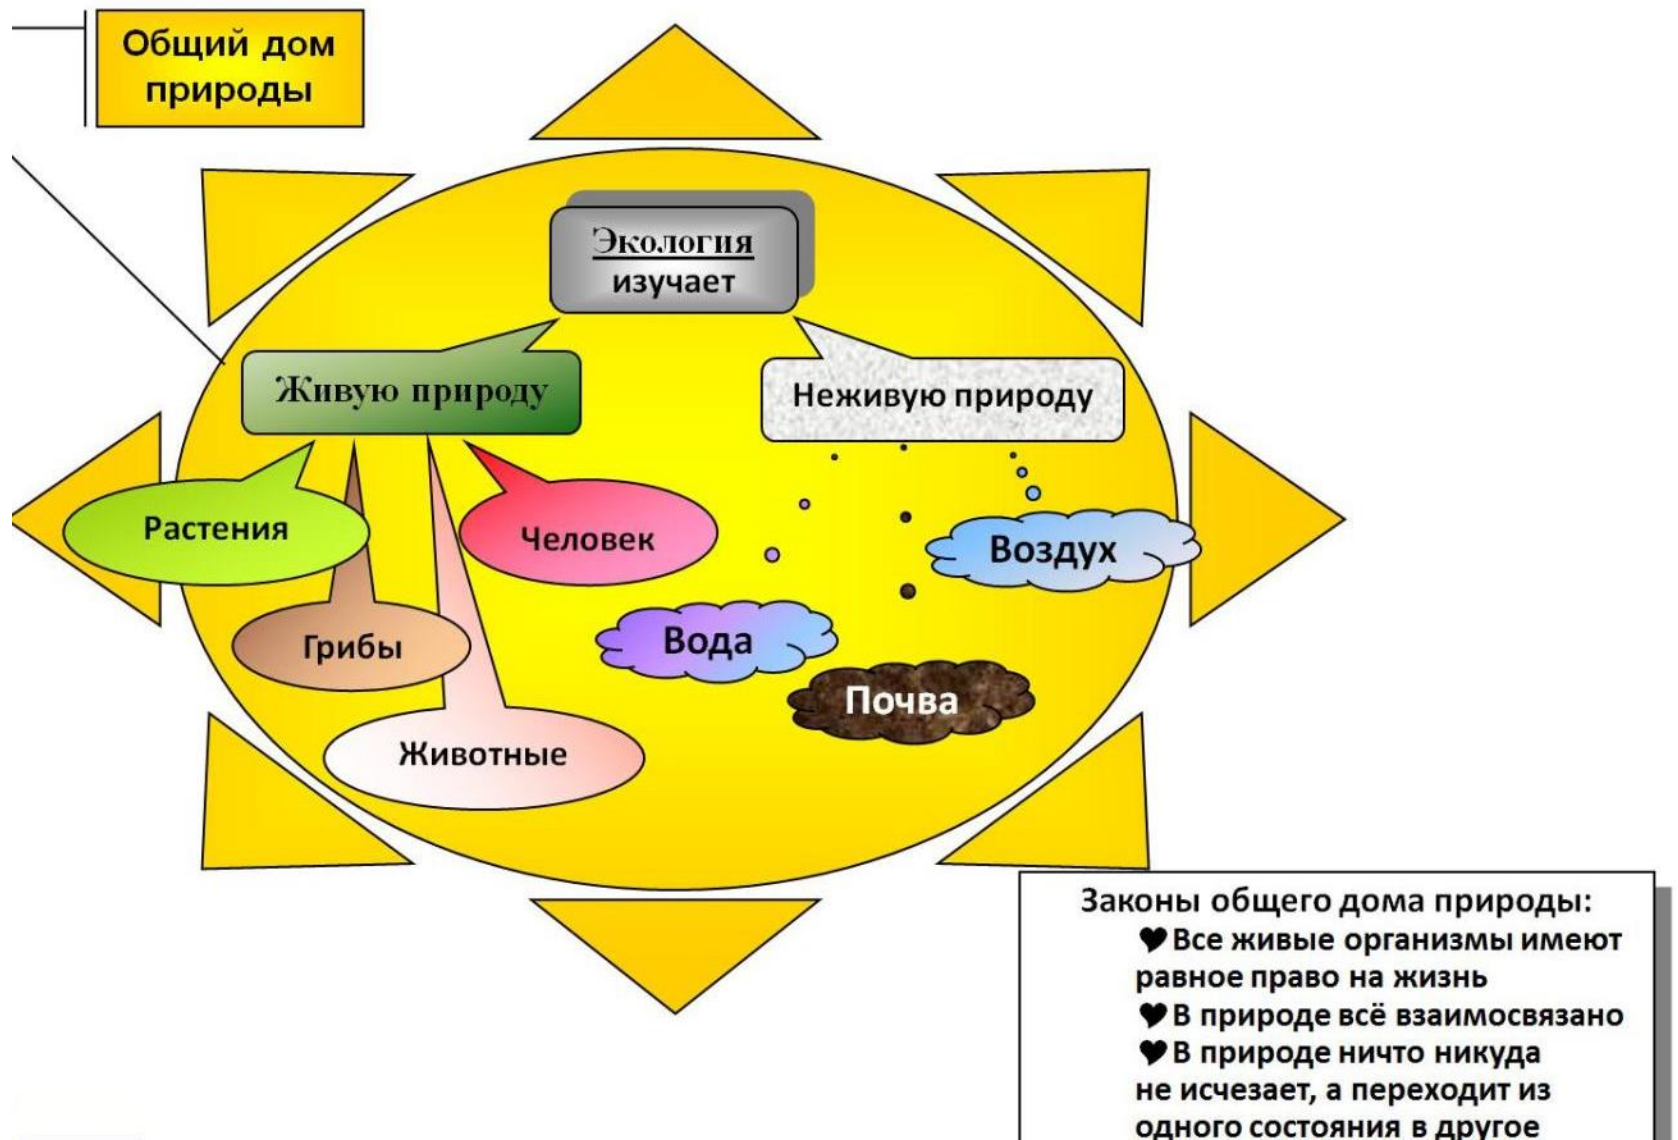 Общий дом
природы
Экология
изучает
Живую природу
Неживую природу
Растения
Человек
Воздух
Грибы
Вода
Почва
Животные
Законы общего дома природы:
Все живые организмы имеют
равное право на жизнь
В природе всё взаимосвязано
В природе ничто никуда
не исчезает, а переходит из
одного состояния в другое